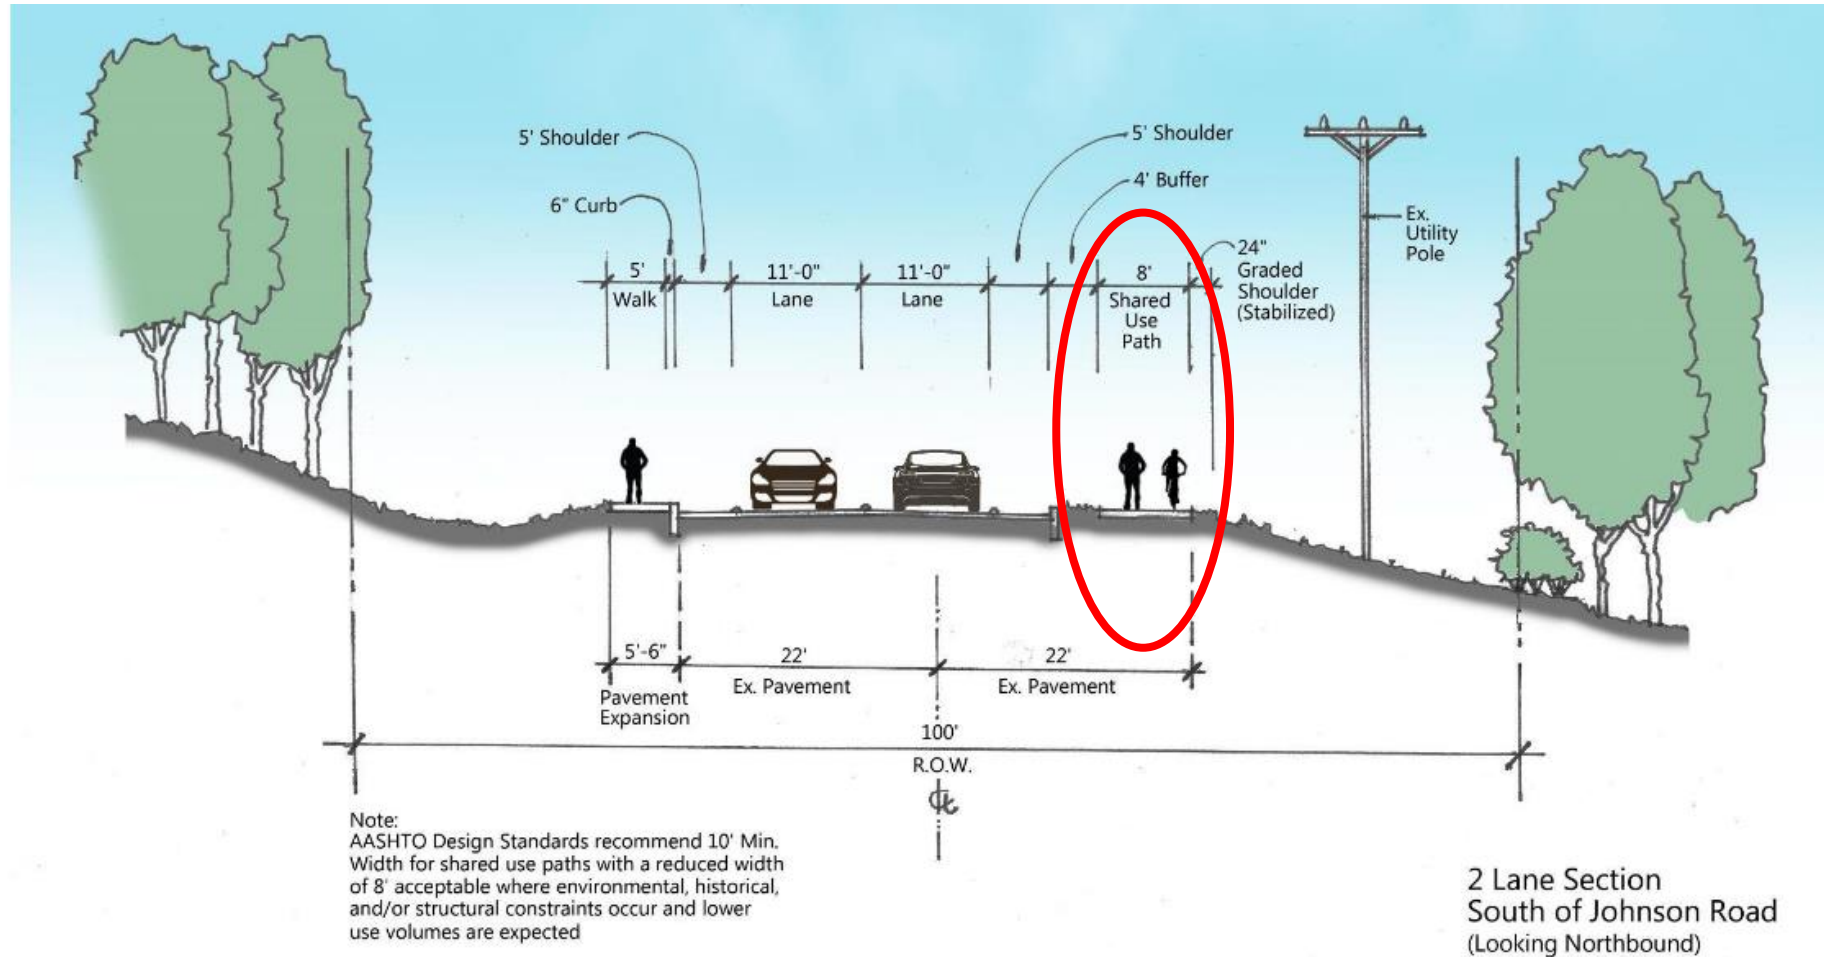 5' Shoulder
6" Curb
5' Shoulder
4' Buffer
Ex.
Utility
Pole
24"
Graded
Shoulder
(Stabilized)
5'
Walk
11'-0"
Lane
11'-0"
Lane
8'
Shared
Use
Path
5'-6"
Pavement
Expansion
22'
Ex. Pavement
22'
Ex. Pavement
100'
R.O.W.
Note:
AASHTO Design Standards recommend 10' Min.
Width for shared use paths with a reduced width
of 8' acceptable where environmental, historical,
and/or structural constraints occur and lower
use volumes are expected
2 Lane Section
South of Johnson Road
(Looking Northbound)